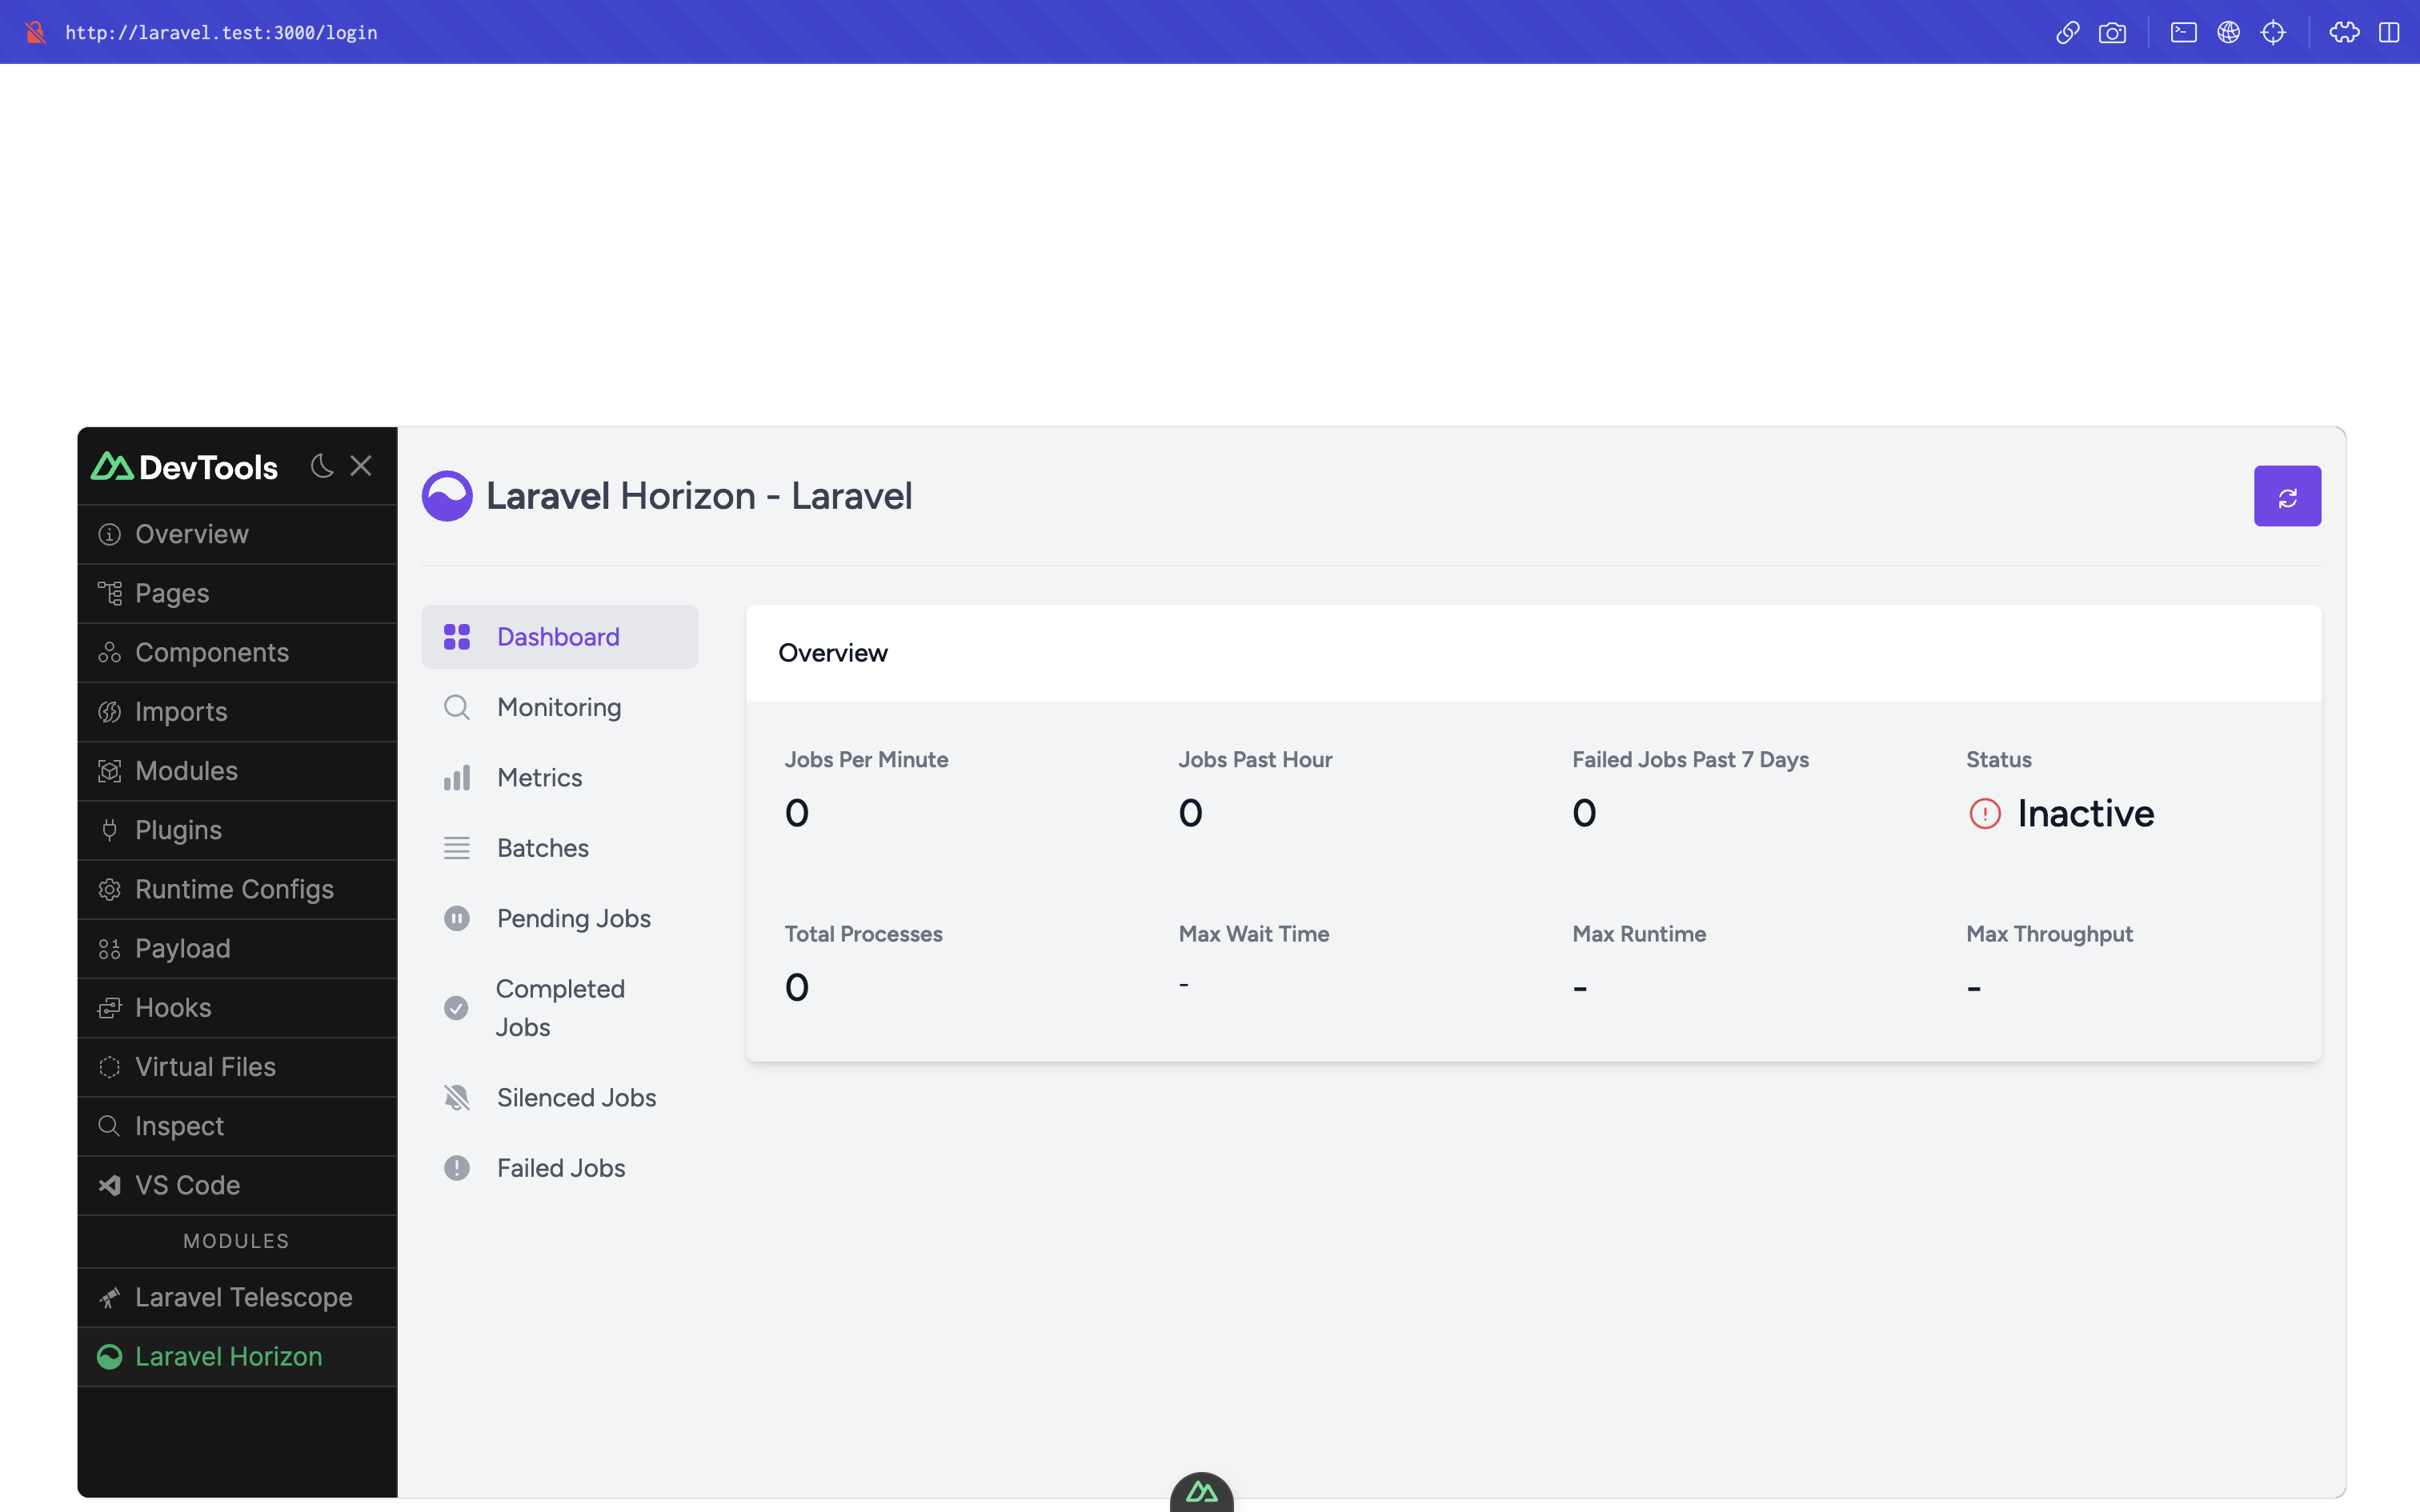 http://laravel.test:3000/login
DevTools
Overview
Pages
Components
Imports
Modules
Plugins
Runtime Configs
Payload
Hooks
Virtual Files
Inspect
VS Code
MODULES
Laravel Telescope
Laravel Horizon
Laravel Horizon - Laravel
Dashboard
Monitoring
Metrics
Batches
Pending Jobs
Completed
Jobs
Silenced Jobs
Failed Jobs
Overview
Jobs Per Minute
0
Jobs Past Hour
0
Failed Jobs Past 7 Days
0
Status
Inactive
Total Processes
0
Max Wait Time
-
Max Runtime
-
Max Throughput
-